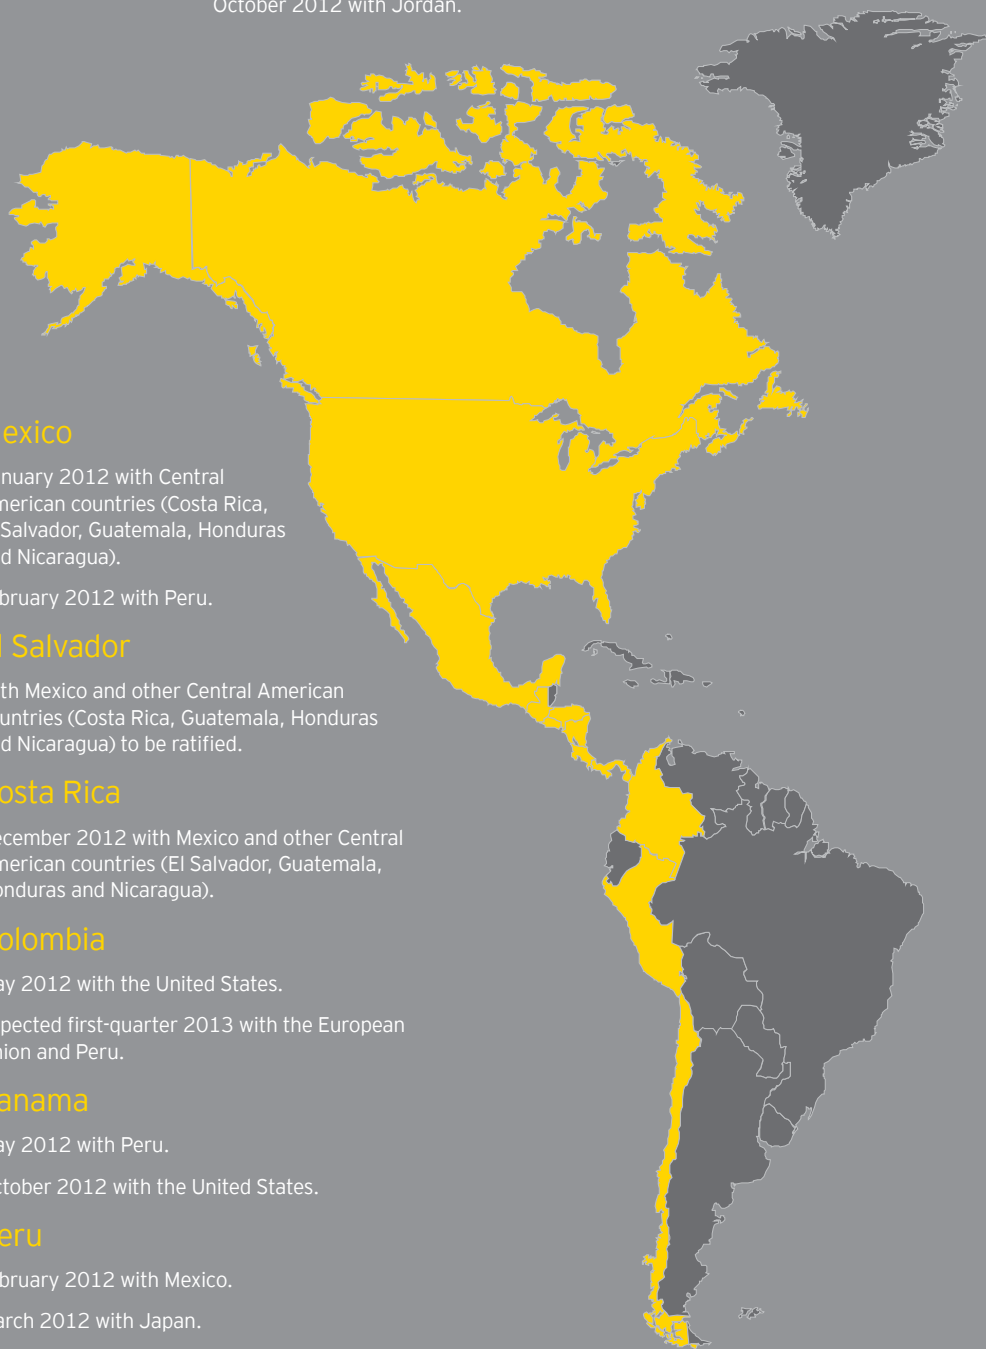 October 2012 with Jordan.
exico
nuary 2012 with Central
merican countries (Costa Rica,
Salvador, Guatemala, Honduras
d Nicaragua).
bruary 2012 with Peru.
l Salvador
th Mexico and other Central American
untries (Costa Rica, Guatemala, Honduras
d Nicaragua) to be ratified.
osta Rica
ecember 2012 with Mexico and other Central
merican countries (El Salvador, Guatemala,
onduras and Nicaragua).
olombia
ay 2012 with the United States.
pected first-quarter 2013 with the European
nion and Peru.
anama
ay 2012 with Peru.
ctober 2012 with the United States.
eru
bruary 2012 with Mexico.
arch 2012 with Japan.